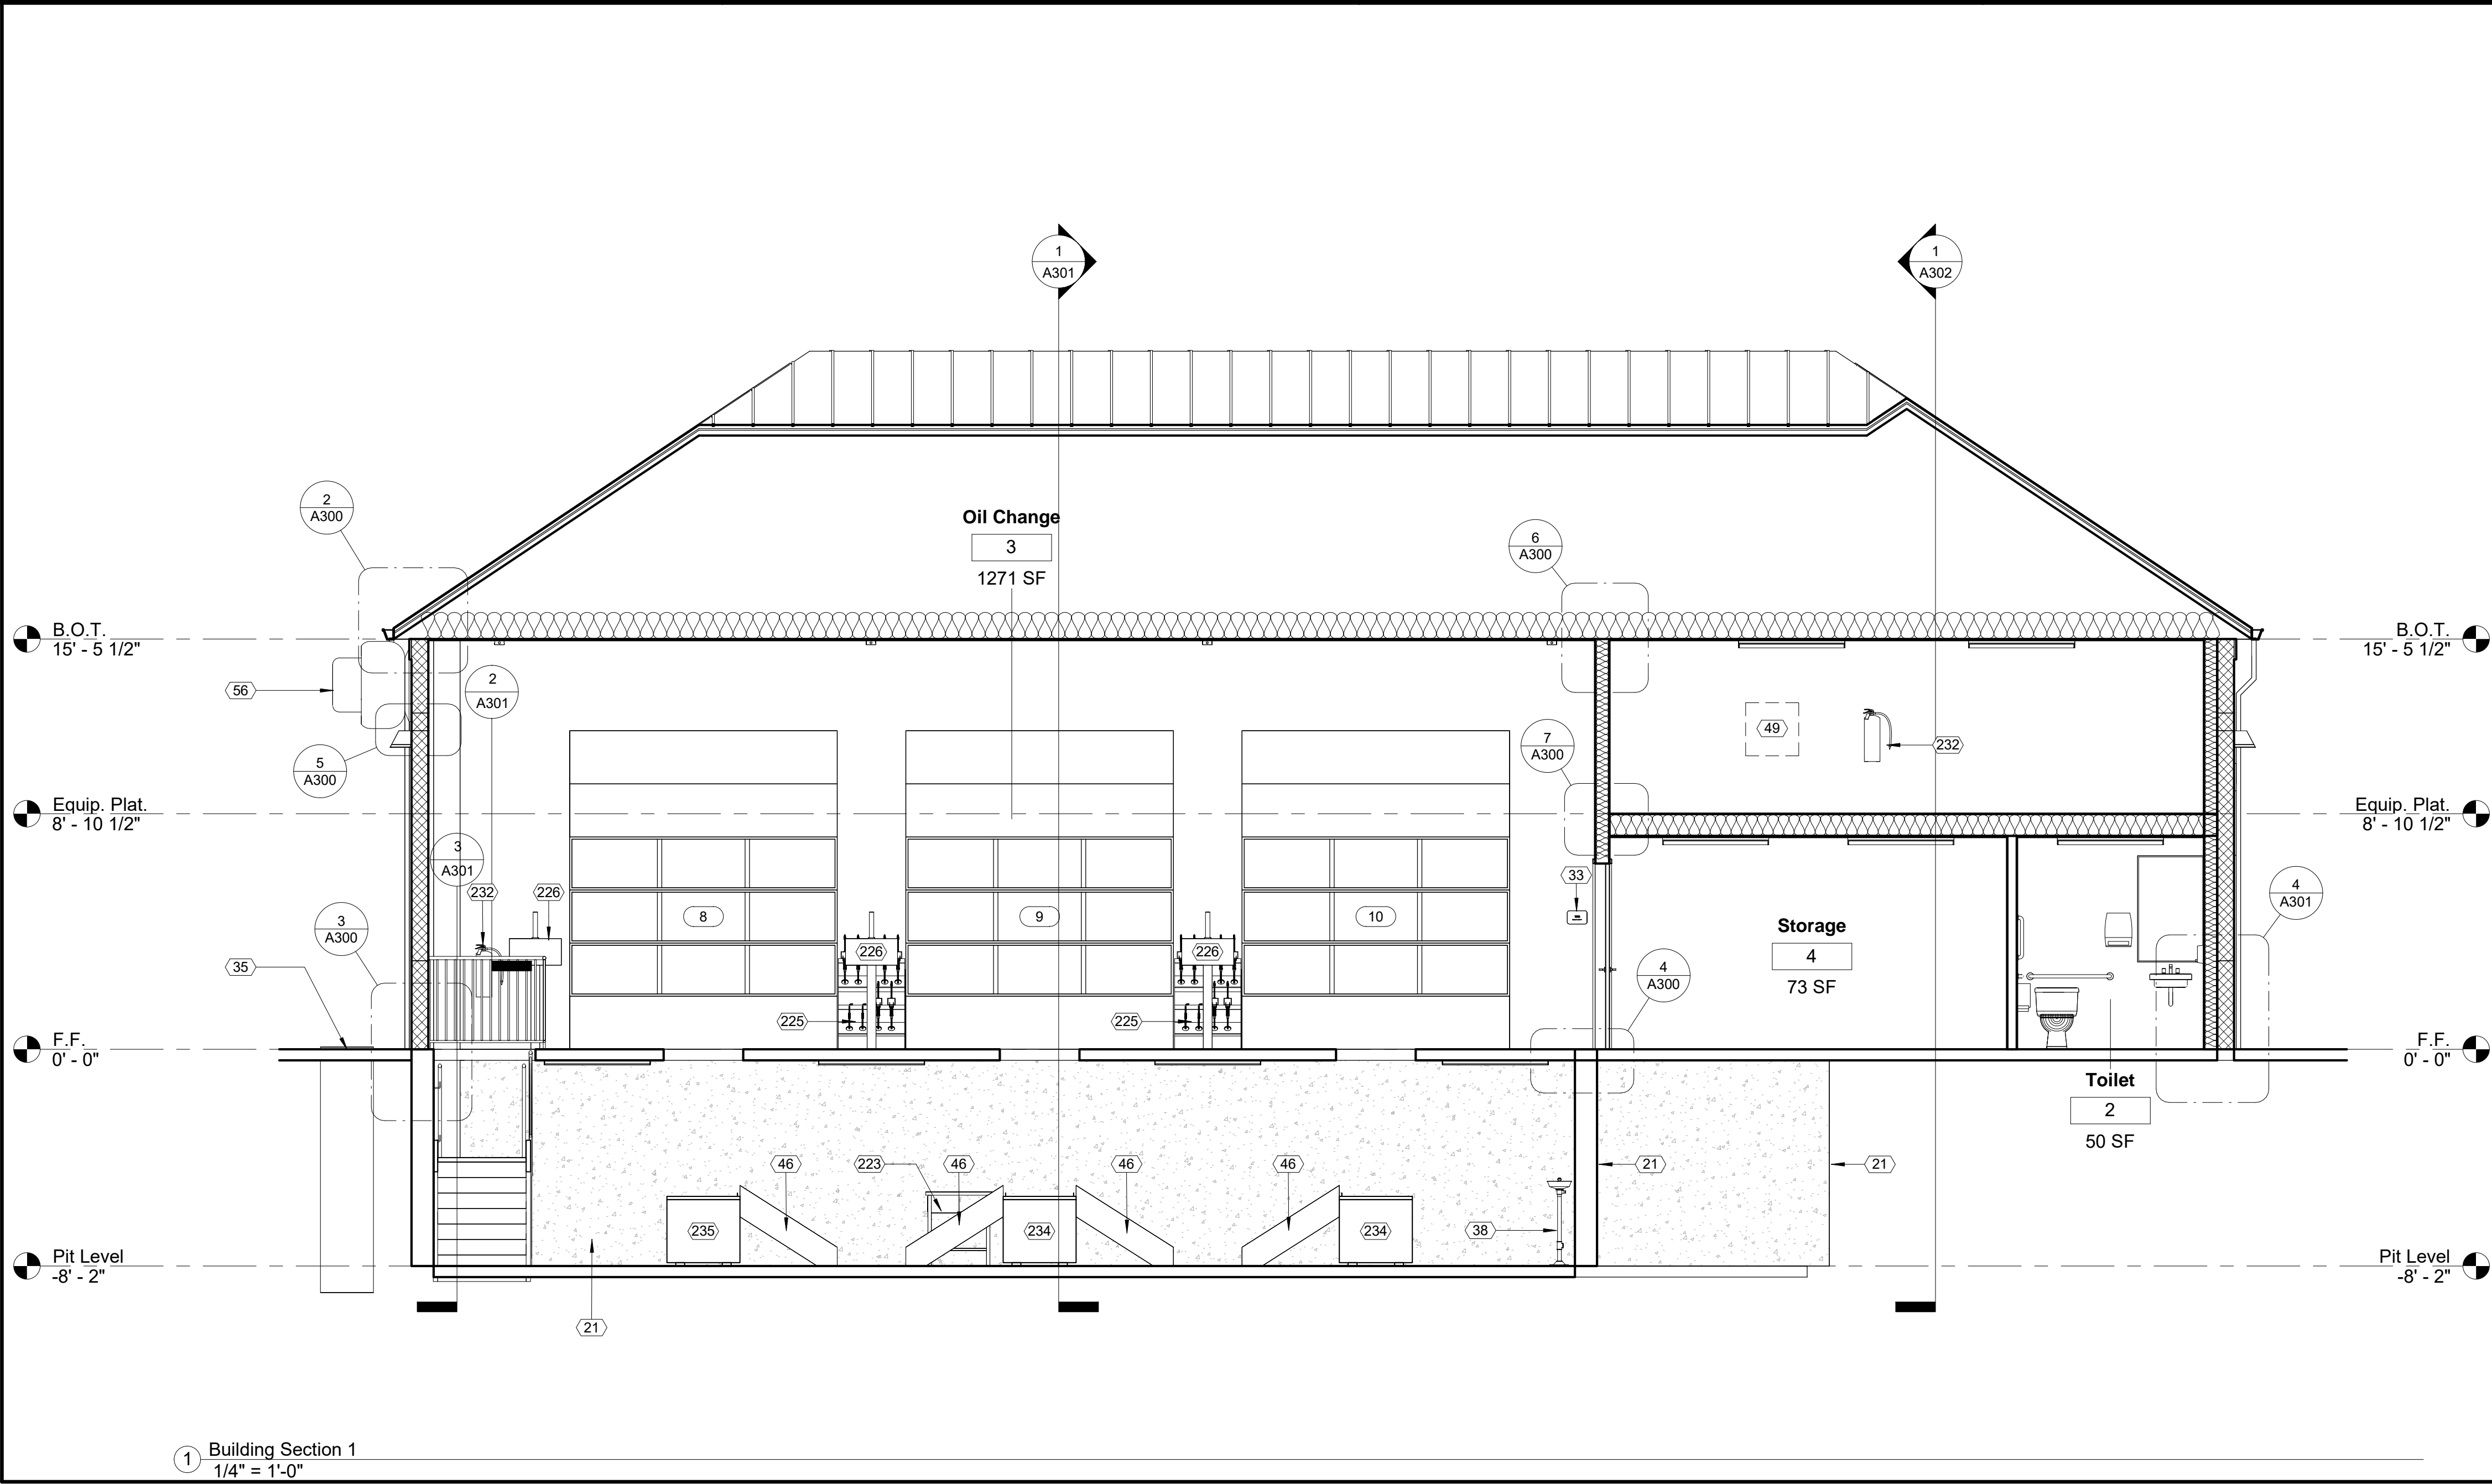 1
A301
1
A302
2
A300
Oil Change
3
1271 SF
6
A300
B.O.T.
15' - 5 1/2"
B.O.T.
15' - 5 1/2"
56
2
A301
49
232
7
A300
5
A300
Equip. Plat.
8' - 10 1/2"
Equip. Plat.
8' - 10 1/2"
3
A301
232
226
33
4
A301
8
9
10
3
A300
Storage
4
73 SF
226
226
35
4
A300
225
225
F.F.
0' - 0"
F.F.
0' - 0"
Toilet
2
50 SF
46
223
46
46
46
21
21
235
234
234
38
Pit Level
-8' - 2"
Pit Level
-8' - 2"
21
1
Building Section 1
1/4" = 1'-0"